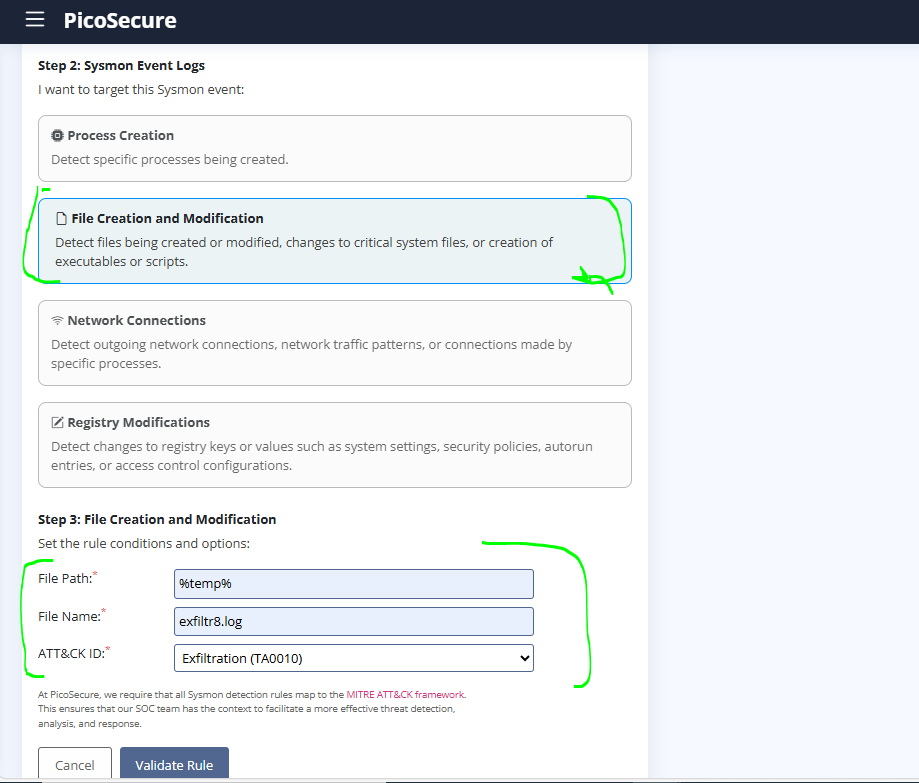 PicoSecure
Step 2: Sysmon Event Logs
I want to target this Sysmon event:
Process Creation
Detect specific processes being created.
File Creation and Modification
Detect files being created or modified, changes to critical system files, or creation of
executables or scripts.
Network Connections
Detect outgoing network connections, network traffic patterns, or connections made by
specific processes.
Registry Modifications
Detect changes to registry keys or values such as system settings, security policies, autorun
entries, or access control configurations.
Step 3: File Creation and Modification
Set the rule conditions and options:
File Path:* %temp%
File Name:* exfiltr8.log
ATT&CK ID:* Exfiltration (TA0010)
At PicoSecure, we require that all Sysmon detection rules map to the MITRE ATT&CK framework.
This ensures that our SOC team has the context to facilitate a more effective threat detection,
analysis, and response.
Cancel Validate Rule